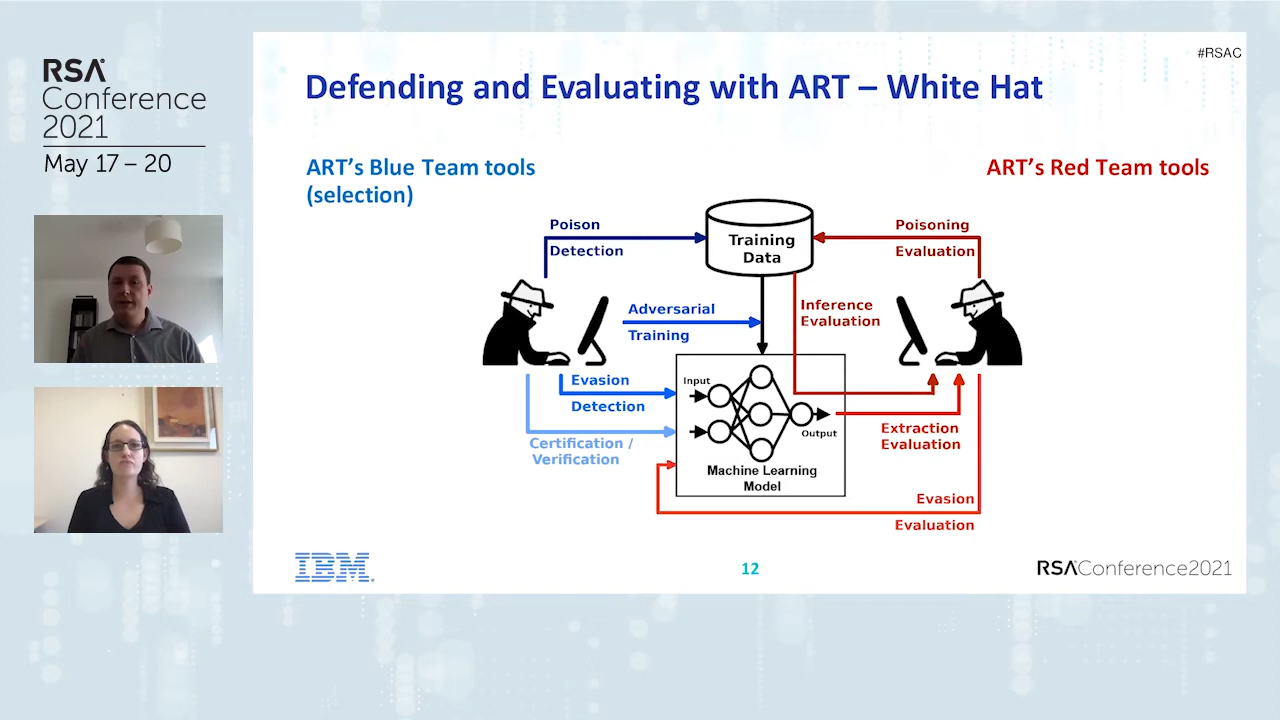 RSA
Conference
2021
May 17 – 20
#RSAC
Defending and Evaluating with ART – White Hat
ART's Blue Team tools
(selection)
ART's Red Team tools
Poison
Detection
Training
Data
Poisoning
Evaluation
Adversarial
Training
Inference
Evaluation
Evasion
Detection
Certification /
Verification
Input
Output
Machine Learning
Model
Extraction
Evaluation
Evasion
Evaluation
IBM
12
RSAConference2021